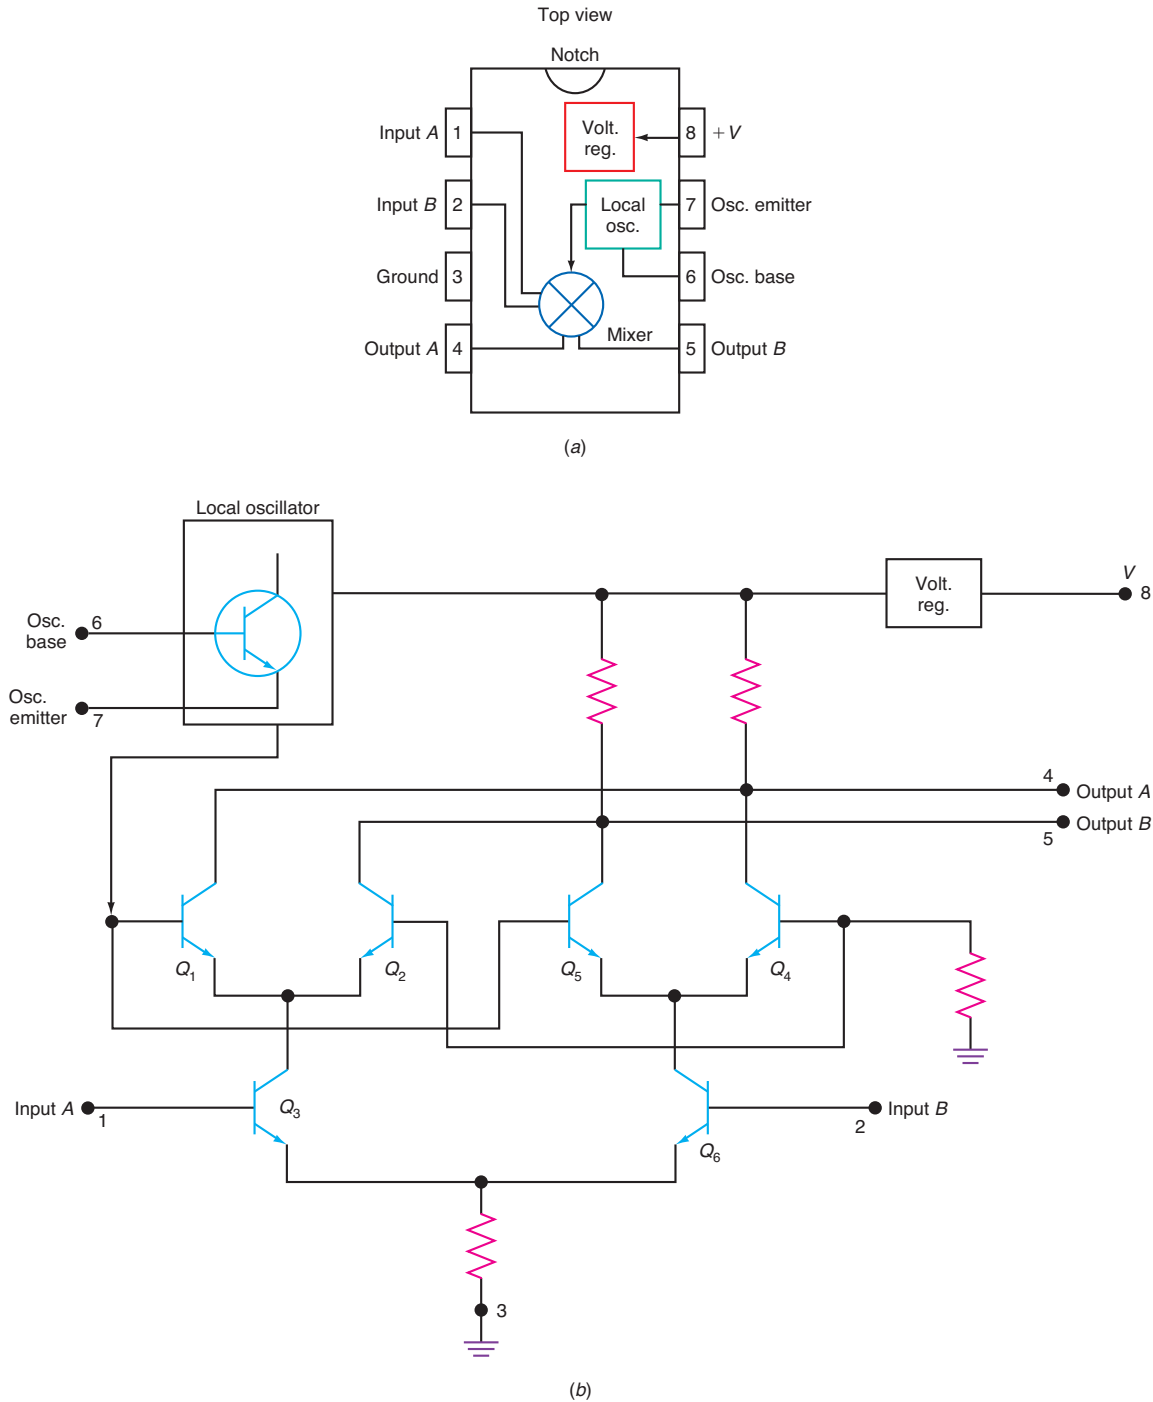 Top view
Notch
Input A 1
Volt.
reg.
8 +V
Input B 2
Local
osc.
7 Osc. emitter
Ground 3
6 Osc. base
Output A 4
Mixer
5 Output B
(a)
Local oscillator
V
8
Volt.
reg.
Osc.
base
6
Osc.
emitter
7
4
Output A
Output B
5
Q1
Q2
Q5
Q4
Input A
1
Q3
Input B
2
Q6
3
(b)